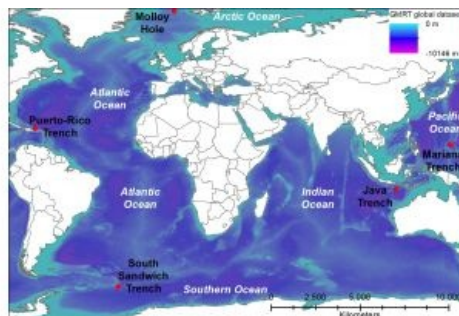 Molloy
Hole
Arctic Ocean
GMRT global dataset
0 m
-10146 m
Atlantic
Ocean
Puerto-Rico
Trench
Pacific
Ocean
Mariana
Trench
Atlantic
Ocean
Indian
Ocean
Java
Trench
South
Sandwich
Trench
Southern Ocean
0
2.500
5.000
10.000
Kilometers